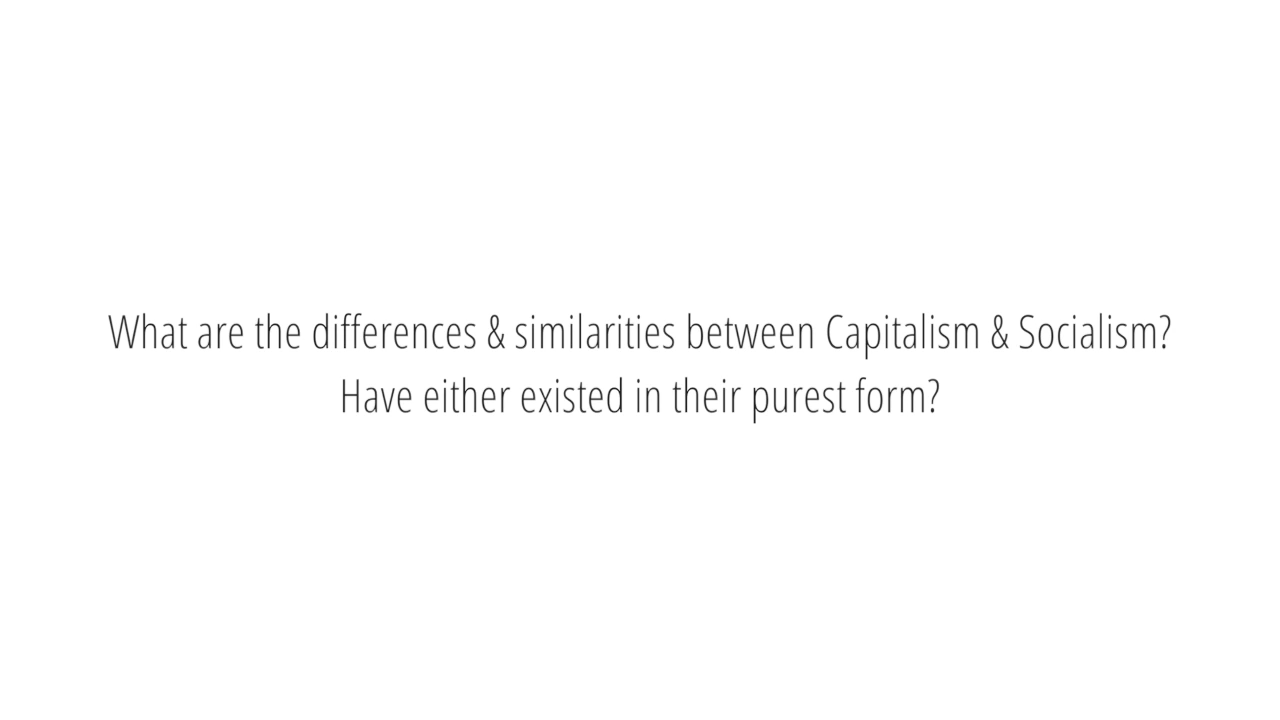 What are the differences & similarities between Capitalism & Socialism?
Have either existed in their purest form?